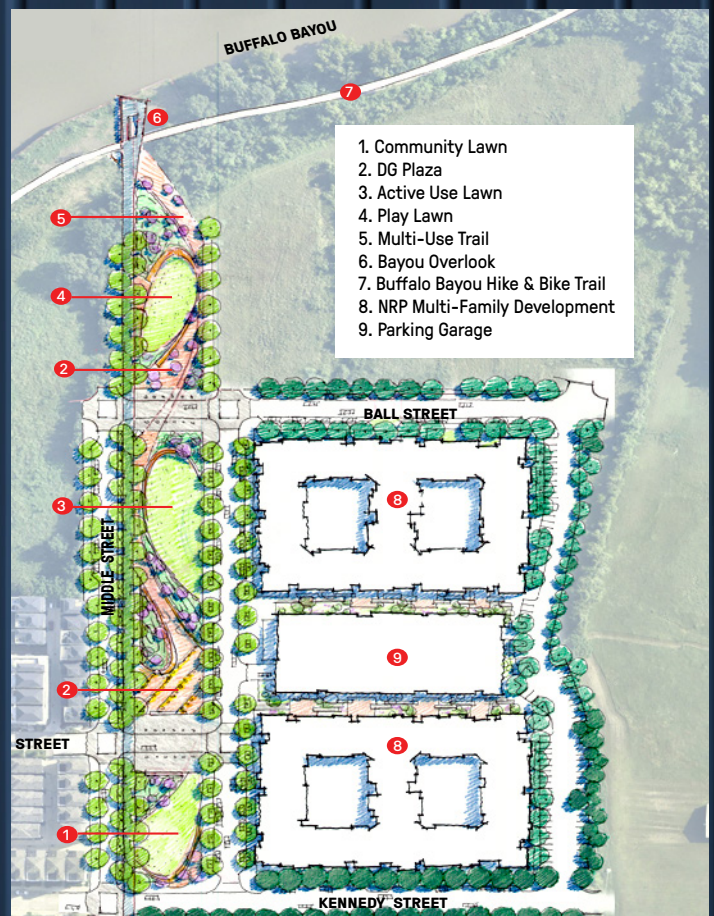 BUFFALO BAYOU
7
6
1. Community Lawn
2. DG Plaza
3. Active Use Lawn
4. Play Lawn
5. Multi-Use Trail
6. Bayou Overlook
7. Buffalo Bayou Hike & Bike Trail
8. NRP Multi-Family Development
9. Parking Garage
5
4
2
BALL STREET
8
3
MIDDLE STREET
9
2
STREET
8
1
KENNEDY STREET